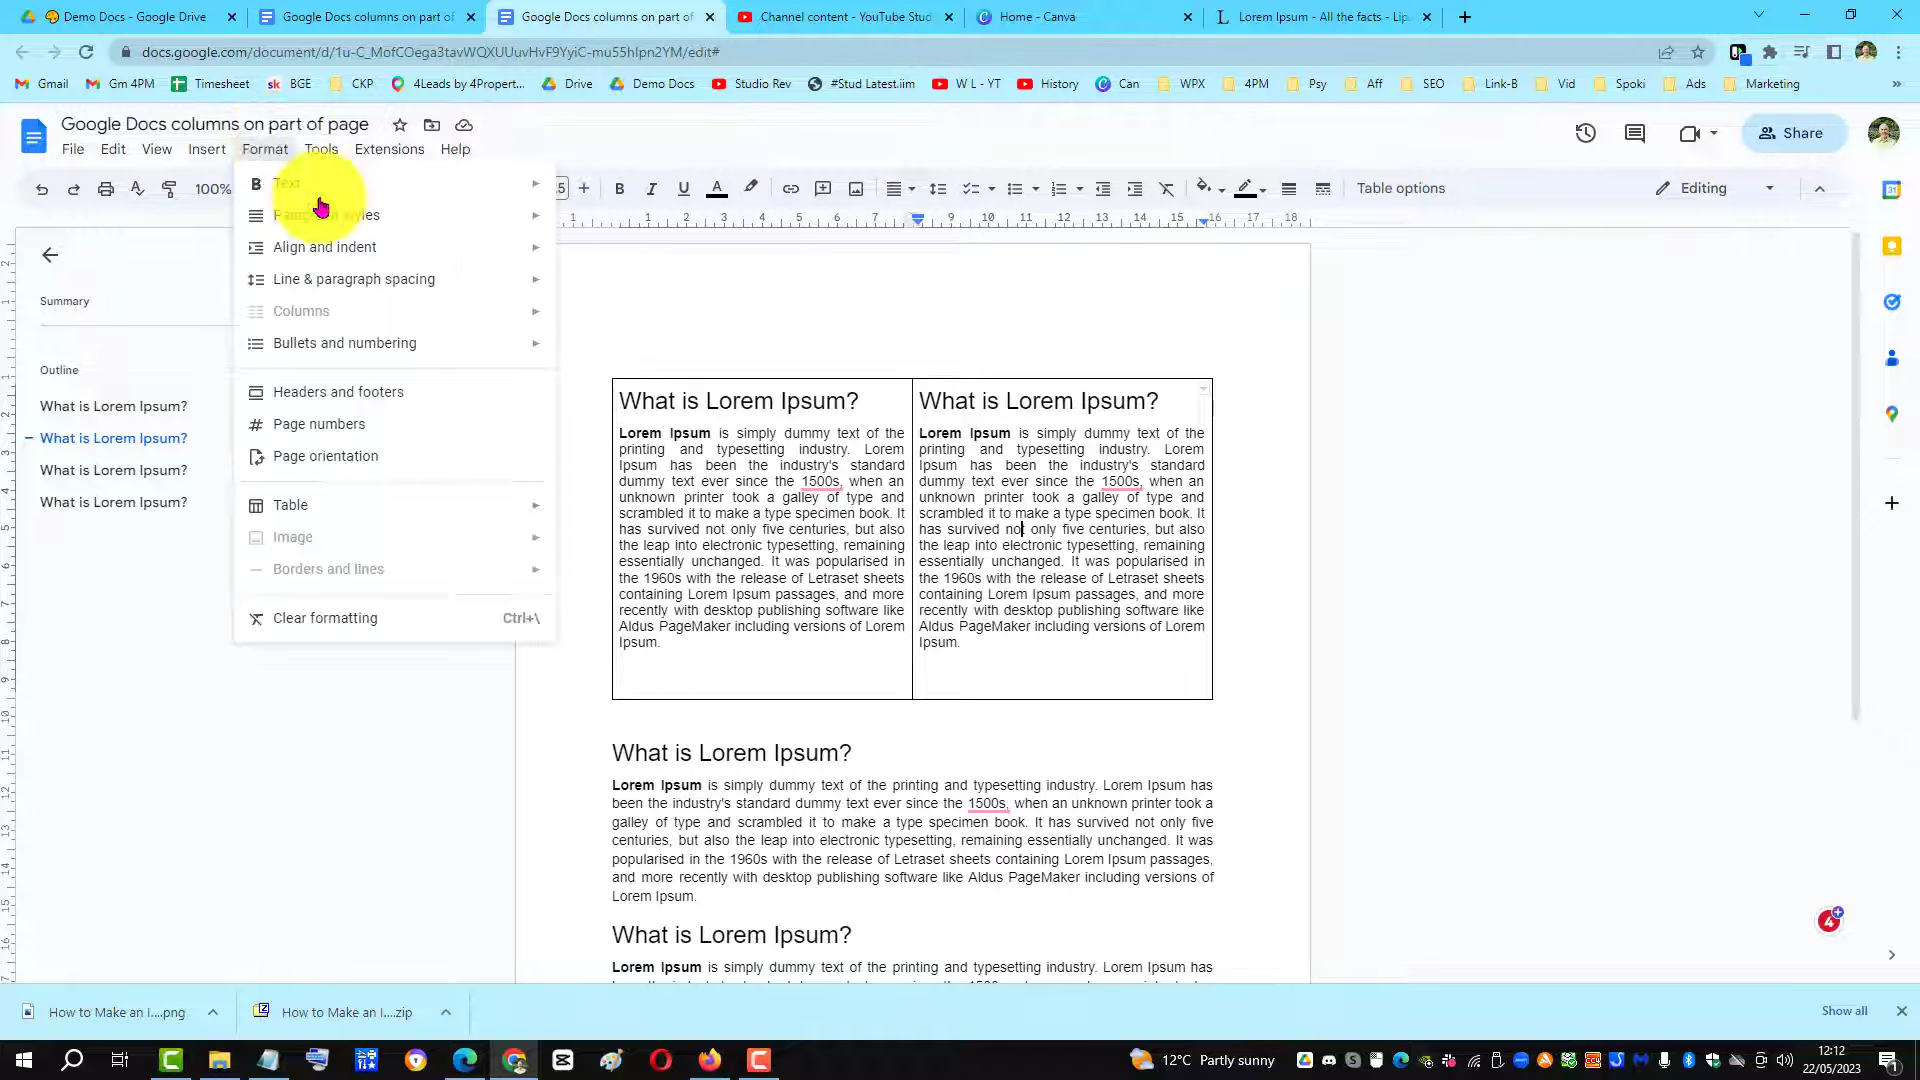 Demo Docs - Google Drive
Google Docs columns on part of
Google Docs columns on part of
Channel content - YouTube Stud
Home - Canva
Lorem Ipsum - All the facts - Lip
docs.google.com/document/d/1u-C_MofCOega3tavWQXUUuvHvF9YyiC-mu55hIpn2YM/edit#
Gmail
Gm 4PM
Timesheet
sk BGE
CKP
4Leads by 4Propert...
Drive
Demo Docs
Studio Rev
#Stud Latest.iim
W L - YT
History
Can
WPX
4PM
Psy
Aff
SEO
Link-B
Vid
Spoki
Ads
Marketing
»
Google Docs columns on part of page
File Edit View Insert Format Tools Extensions Help
Share
100%
Table options
Editing
1 1 2 3 4 5 6 7 8 9 10 11 12 13 14 15 16 17 18
Text
Paragraph styles
Align and indent
Line & paragraph spacing
Columns
Bullets and numbering
Headers and footers
Page numbers
Page orientation
Table
Image
Borders and lines
Clear formatting Ctrl+\
Summary
Outline
What is Lorem Ipsum?
What is Lorem Ipsum?
What is Lorem Ipsum?
What is Lorem Ipsum?
What is Lorem Ipsum?
Lorem Ipsum is simply dummy text of the
printing and typesetting industry. Lorem
Ipsum has been the industry's standard
dummy text ever since the 1500s, when an
unknown printer took a galley of type and
scrambled it to make a type specimen book. It
has survived not only five centuries, but also
the leap into electronic typesetting, remaining
essentially unchanged. It was popularised in
the 1960s with the release of Letraset sheets
containing Lorem Ipsum passages, and more
recently with desktop publishing software like
Aldus PageMaker including versions of Lorem
Ipsum.
What is Lorem Ipsum?
Lorem Ipsum is simply dummy text of the
printing and typesetting industry. Lorem
Ipsum has been the industry's standard
dummy text ever since the 1500s, when an
unknown printer took a galley of type and
scrambled it to make a type specimen book. It
has survived not only five centuries, but also
the leap into electronic typesetting, remaining
essentially unchanged. It was popularised in
the 1960s with the release of Letraset sheets
containing Lorem Ipsum passages, and more
recently with desktop publishing software like
Aldus PageMaker including versions of Lorem
Ipsum.
What is Lorem Ipsum?
Lorem Ipsum is simply dummy text of the printing and typesetting industry. Lorem Ipsum has
been the industry's standard dummy text ever since the 1500s, when an unknown printer took a
galley of type and scrambled it to make a type specimen book. It has survived not only five
centuries, but also the leap into electronic typesetting, remaining essentially unchanged. It was
popularised in the 1960s with the release of Letraset sheets containing Lorem Ipsum passages,
and more recently with desktop publishing software like Aldus PageMaker including versions of
Lorem Ipsum.
What is Lorem Ipsum?
Lorem Ipsum is simply dummy text of the printing and typesetting industry. Lorem Ipsum has
4
How to Make an I....png
How to Make an I....zip
Show all
12°C Partly sunny
12:12
22/05/2023